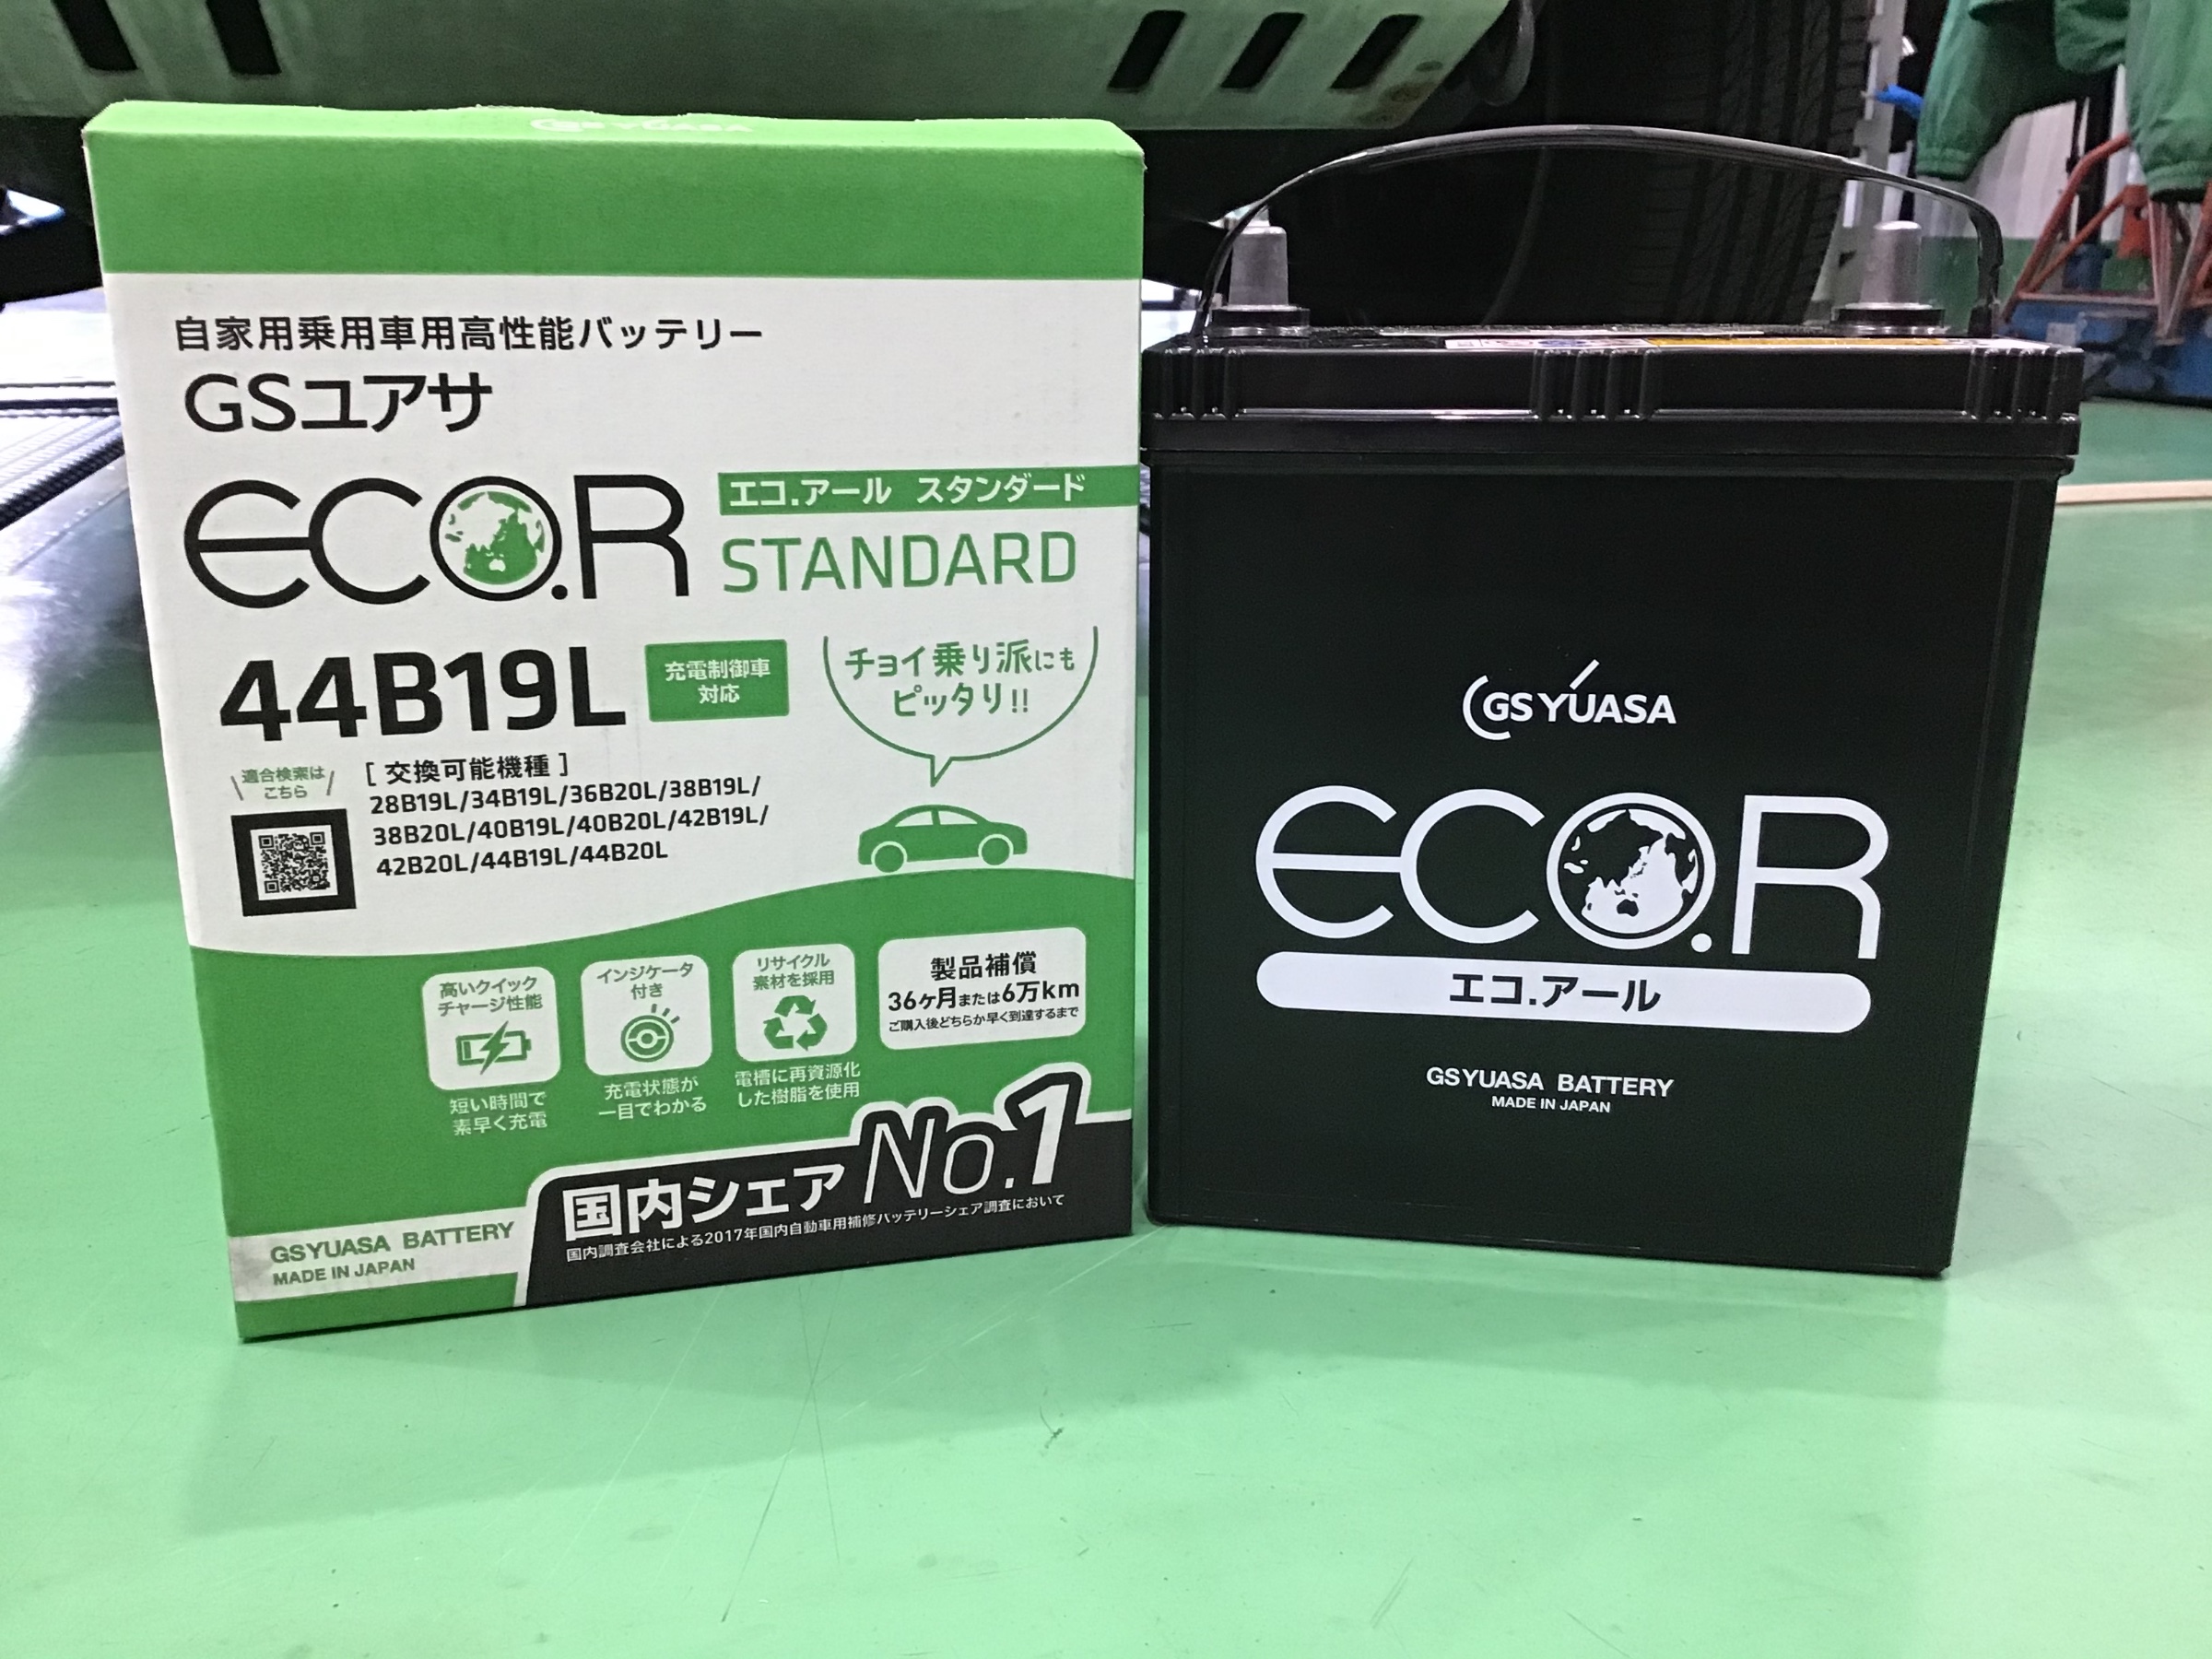 GS YUASA
自家用乗用車用高性能バッテリー
GSユアサ
ECO.R
エコ.アール スタンダード
STANDARD
44B19L
充電制御車
対応
チョイ乗り派にも
ピッタリ!!
適合検索は
こちら
[ 交換可能機種 ]
28B19L/34B19L/36B20L/38B19L/
38B20L/40B19L/40B20L/42B19L/
42B20L/44B19L/44B20L
高いクイック
チャージ性能
短い時間で
素早く充電
インジケータ
付き
充電状態が
一目でわかる
リサイクル
素材を採用
電槽に再資源化
した樹脂を使用
製品補償
36ヶ月または6万km
ご購入後どちらか早く到達するまで
国内シェア No.1
国内調査会社による2017年国内自動車用補修バッテリーシェア調査において
GSYUASA BATTERY
MADE IN JAPAN
GS YUASA
ECO.R
エコ.アール
GSYUASA BATTERY
MADE IN JAPAN